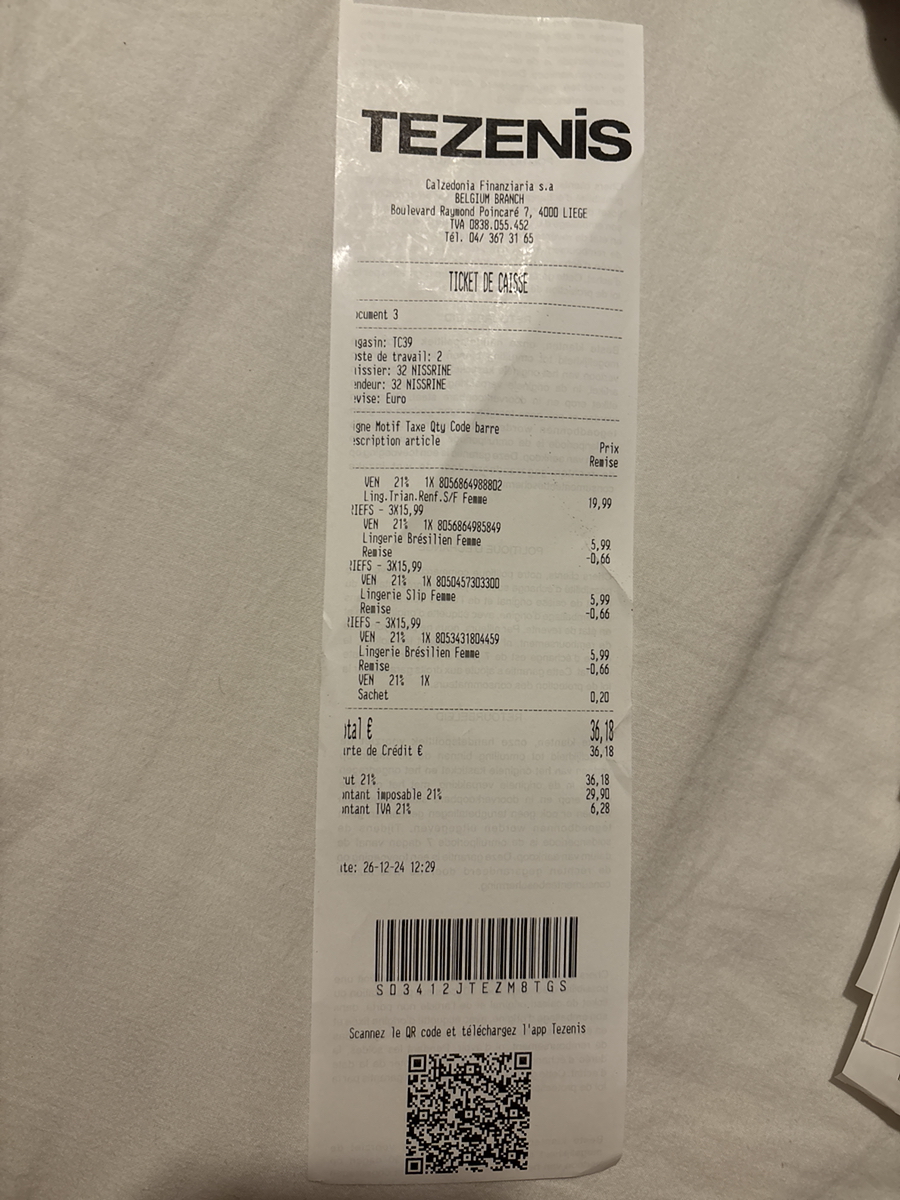 TEZENIS
Calzedonia Finanziaria s.a
BELGIUM BRANCH
Boulevard Raymond Poincaré 7, 4000 LIEGE
TVA 0838.055.452
Tél. 04/ 367 31 65
TICKET DE CAISSE
ocument 3
gasin: TC39
oste de travail: 2
issier: 32 NISSRINE
endeur: 32 NISSRINE
evise: Euro
igne Motif Taxe Qty Code barre
escription article Prix
Remise
VEN 21% 1X 8056864988802
Ling.Trian.Renf.S/F Femme 19,99
RIEFS - 3X15,99
VEN 21% 1X 8056864985849
Lingerie Brésilien Femme 5,99
Remise -0,66
RIEFS - 3X15,99
VEN 21% 1X 8050457303300
Lingerie Slip Femme 5,99
Remise -0,66
RIEFS - 3X15,99
VEN 21% 1X 8053431804459
Lingerie Brésilien Femme 5,99
Remise -0,66
VEN 21% 1X
Sachet 0,20
otal € 36,18
arte de Crédit € 36,18
rut 21% 36,18
ontant imposable 21% 29,90
ontant TVA 21% 6,28
ate: 26-12-24 12:29
S03412JTEZM8TGS
Scannez le QR code et téléchargez l'app Tezenis